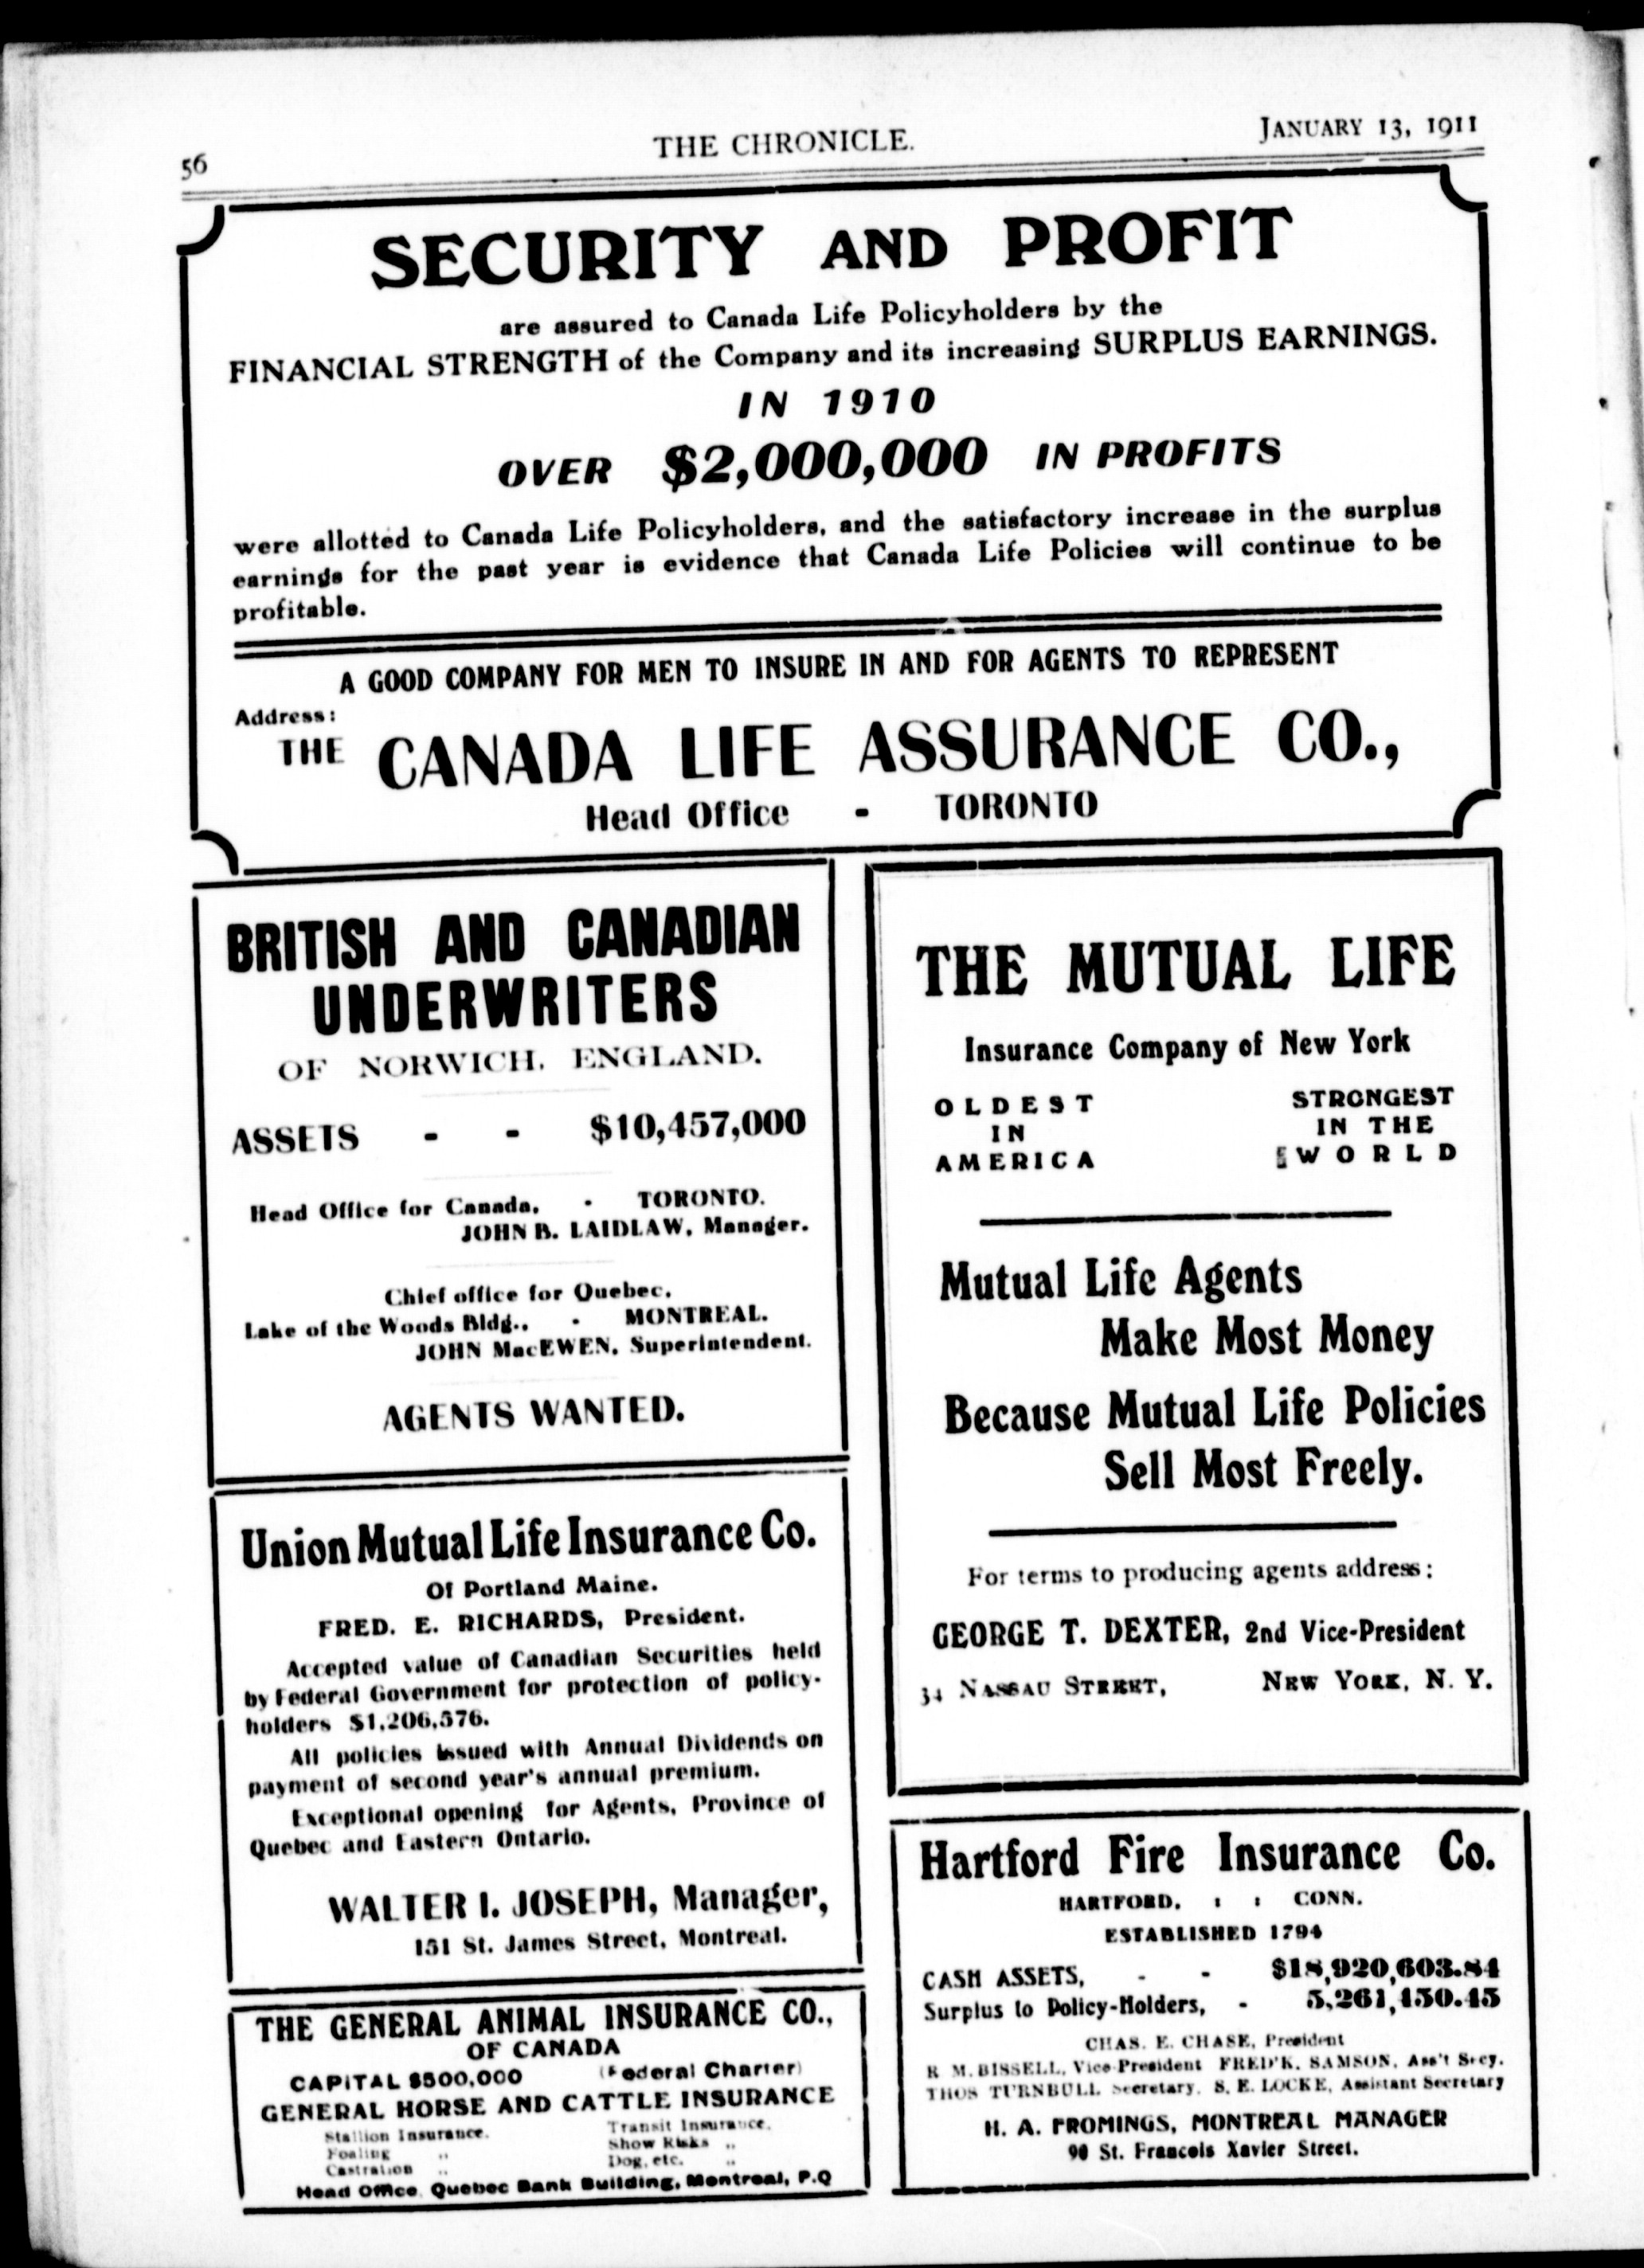 56
THE CHRONICLE.
JANUARY 13, 1911
SECURITY AND PROFIT
are assured to Canada Life Policyholders by the
FINANCIAL STRENGTH of the Company and its increasing SURPLUS EARNINGS.
IN 1910
OVER $2,000,000 IN PROFITS
were allotted to Canada Life Policyholders, and the satisfactory increase in the surplus
earnings for the past year is evidence that Canada Life Policies will continue to be
profitable.
A GOOD COMPANY FOR MEN TO INSURE IN AND FOR AGENTS TO REPRESENT
Address:
THE CANADA LIFE ASSURANCE CO.,
Head Office - TORONTO
BRITISH AND CANADIAN
UNDERWRITERS
OF NORWICH, ENGLAND.
ASSETS - - $10,457,000
Head Office for Canada, - TORONTO.
JOHN B. LAIDLAW, Manager.
Chief office for Quebec.
Lake of the Woods Bldg., - MONTREAL.
JOHN MacEWEN, Superintendent.
AGENTS WANTED.
Union Mutual Life Insurance Co.
Of Portland Maine.
FRED. E. RICHARDS, President.
Accepted value of Canadian Securities held
by Federal Government for protection of policy-
holders $1,206,576.
All policies issued with Annual Dividends on
payment of second year's annual premium.
Exceptional opening for Agents, Province of
Quebec and Eastern Ontario.
WALTER I. JOSEPH, Manager,
151 St. James Street, Montreal.
THE GENERAL ANIMAL INSURANCE CO.,
OF CANADA
CAPITAL $500,000 (Federal Charter)
GENERAL HORSE AND CATTLE INSURANCE
Stallion Insurance. Transit Insurance.
Foaling " Show Risks "
Castration " Dog, etc. "
Head Office, Quebec Bank Building, Montreal, P.Q
THE MUTUAL LIFE
Insurance Company of New York
OLDEST STRONGEST
IN IN THE
AMERICA WORLD
Mutual Life Agents
Make Most Money
Because Mutual Life Policies
Sell Most Freely.
For terms to producing agents address:
GEORGE T. DEXTER, 2nd Vice-President
34 NASSAU STREET, NEW YORK, N. Y.
Hartford Fire Insurance Co.
HARTFORD, : : CONN.
ESTABLISHED 1794
CASH ASSETS, - - $18,920,603.84
Surplus to Policy-Holders, - 5,261,450.45
CHAS. E. CHASE, President
R. M. BISSELL, Vice-President FRED'K. SAMSON, Ass't Secy.
THOS TURNBULL Secretary. S. E. LOCKE, Assistant Secretary
H. A. FROMINGS, MONTREAL MANAGER
90 St. Francois Xavier Street.